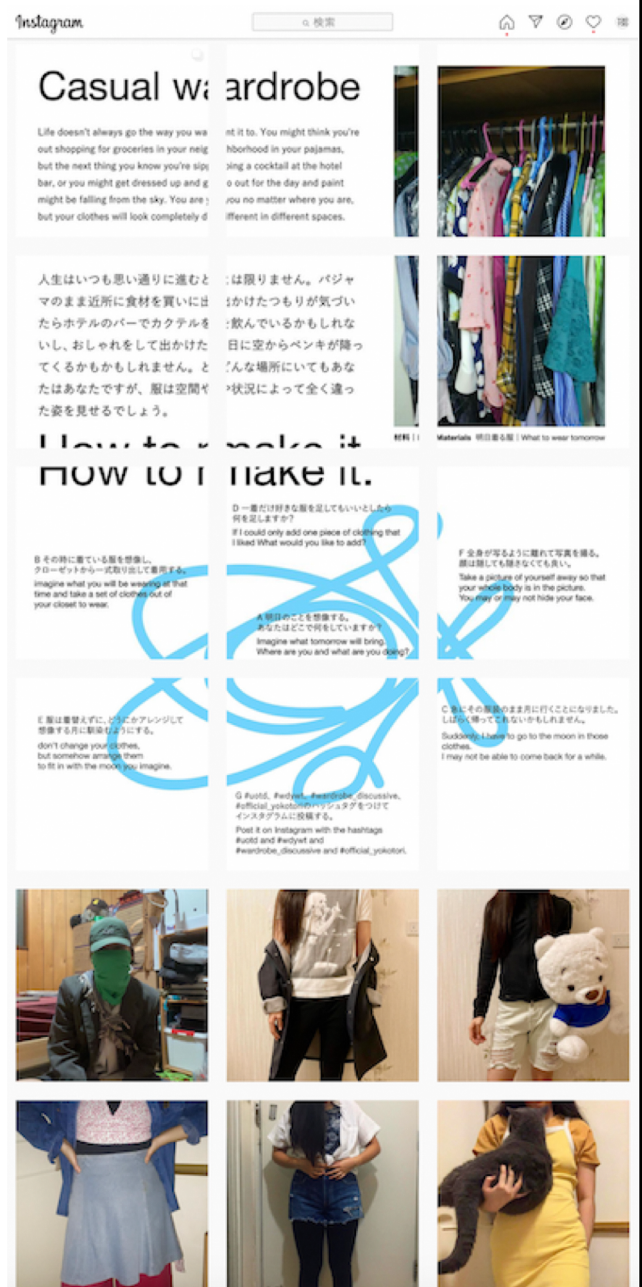 Instagram
検索
Casual wardrobe
Life doesn't always go the way you want it to. You might think you're
out shopping for groceries in your neighborhood in your pajamas,
but the next thing you know you're sipping a cocktail at the hotel
bar, or you might get dressed up and go out for the day and paint
might be falling from the sky. You are you no matter where you are,
but your clothes will look completely different in different spaces.
人生はいつも思い通りに進むとは限りません。パジャ
マのまま近所に食材を買いに出かけたつもりが気づい
たらホテルのバーでカクテルを飲んでいるかもしれな
いし、おしゃれをして出かけた日に空からペンキが降っ
てくるかもかもしれません。どんな場所にいてもあな
たはあなたですが、服は空間や状況によって全く違っ
た姿を見せるでしょう。
材料 |
Materials 明日着る服 | What to wear tomorrow
How to make it.
D 一着だけ好きな服を足してもいいとしたら
何を足しますか?
If I could only add one piece of clothing that
I liked What would you like to add?
B その時に着ている服を想像し、
クローゼットから一式取り出して着用する。
imagine what you will be wearing at that
time and take a set of clothes out of
your closet to wear.
F 全身が写るように離れて写真を撮る。
顔は隠しても隠さなくても良い。
Take a picture of yourself away so that
your whole body is in the picture.
You may or may not hide your face.
A 明日のことを想像する。
あなたはどこで何をしていますか?
Imagine what tomorrow will bring.
Where are you and what are you doing?
E 服は着替えずに、どうにかアレンジして
想像する月に馴染むようにする。
don't change your clothes,
but somehow arrange them
to fit in with the moon you imagine.
C 急にその服装のまま月に行くことになりました。
しばらく帰ってこれないかもしれません。
Suddenly, I have to go to the moon in those
clothes.
I may not be able to come back for a while.
G #uotd、#wdywt、#wardrobe_discussive、
#official_yokotoriのハッシュタグをつけて
インスタグラムに投稿する。
Post it on Instagram with the hashtags
#uotd and #wdywt and
#wardrobe_discussive and #official_yokotori.